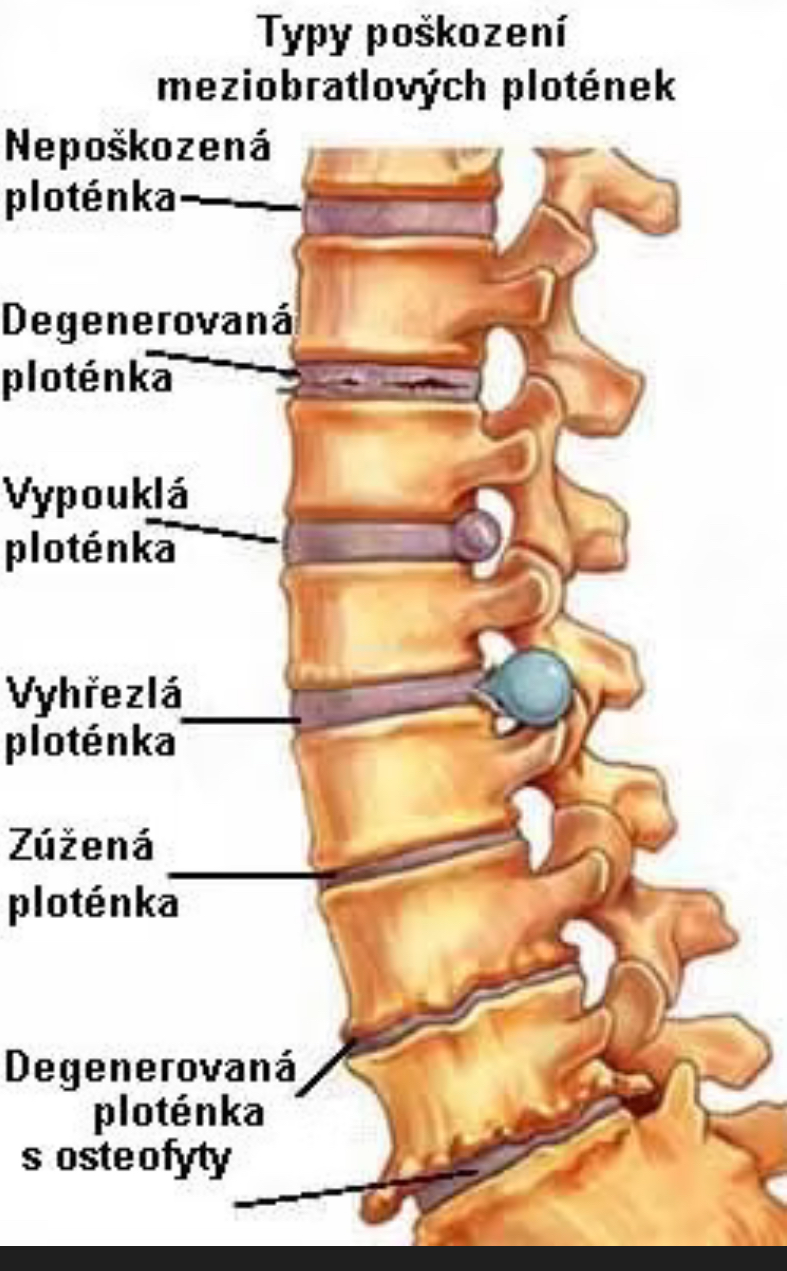 Typy poškození
meziobratlových plotének
Nepoškozená
ploténka
Degenerovaná
ploténka
Vypouklá
ploténka
Vyhřezlá
ploténka
Zúžená
ploténka
Degenerovaná
ploténka
s osteofyty